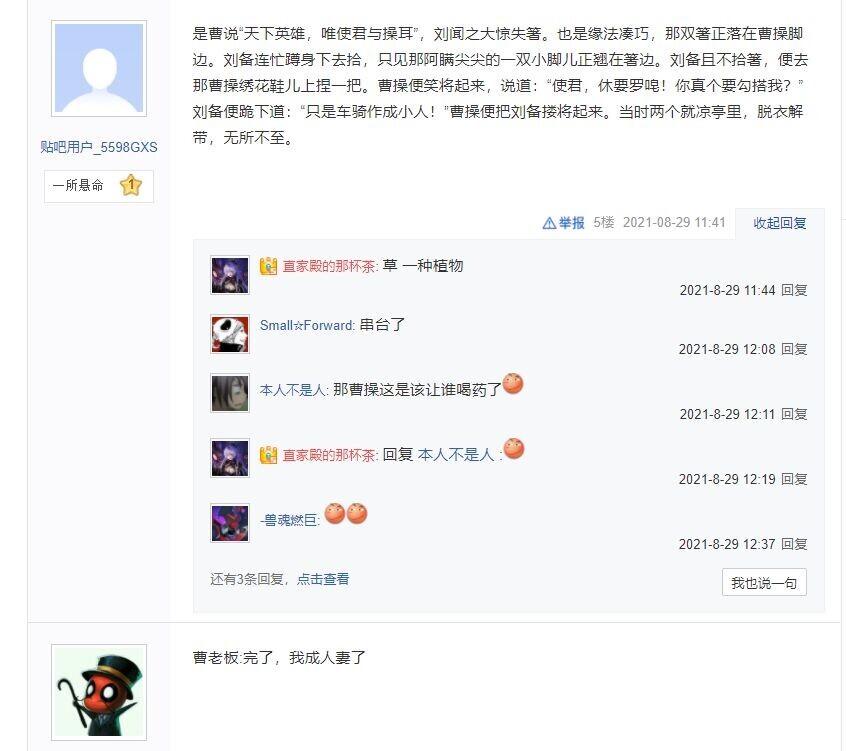 是曹说“天下英雄，唯使君与操耳”，刘闻之大惊失箸。也是缘法凑巧，那双箸正落在曹操脚
边。刘备连忙蹲身下去拾，只见那阿瞒尖尖的一双小脚儿正翘在箸边。刘备且不拾箸，便去
那曹操绣花鞋儿上捏一把。曹操便笑将起来，说道：“使君，休要罗唣！你真个要勾搭我？”
刘备便跪下道：“只是车骑作成小人！”曹操便把刘备搂将起来。当时两个就凉亭里，脱衣解
带，无所不至。
贴吧用户_5598GXS
一所悬命 1
举报 5楼 2021-08-29 11:41 收起回复
直家殿的那杯茶: 草 一种植物
2021-8-29 11:44 回复
Small☆Forward: 串台了
2021-8-29 12:08 回复
本人不是人: 那曹操这是该让谁喝药了
2021-8-29 12:11 回复
直家殿的那杯茶: 回复 本人不是人 :
2021-8-29 12:19 回复
-兽魂燃巨:
2021-8-29 12:37 回复
还有3条回复，点击查看
我也说一句
曹老板:完了，我成人妻了